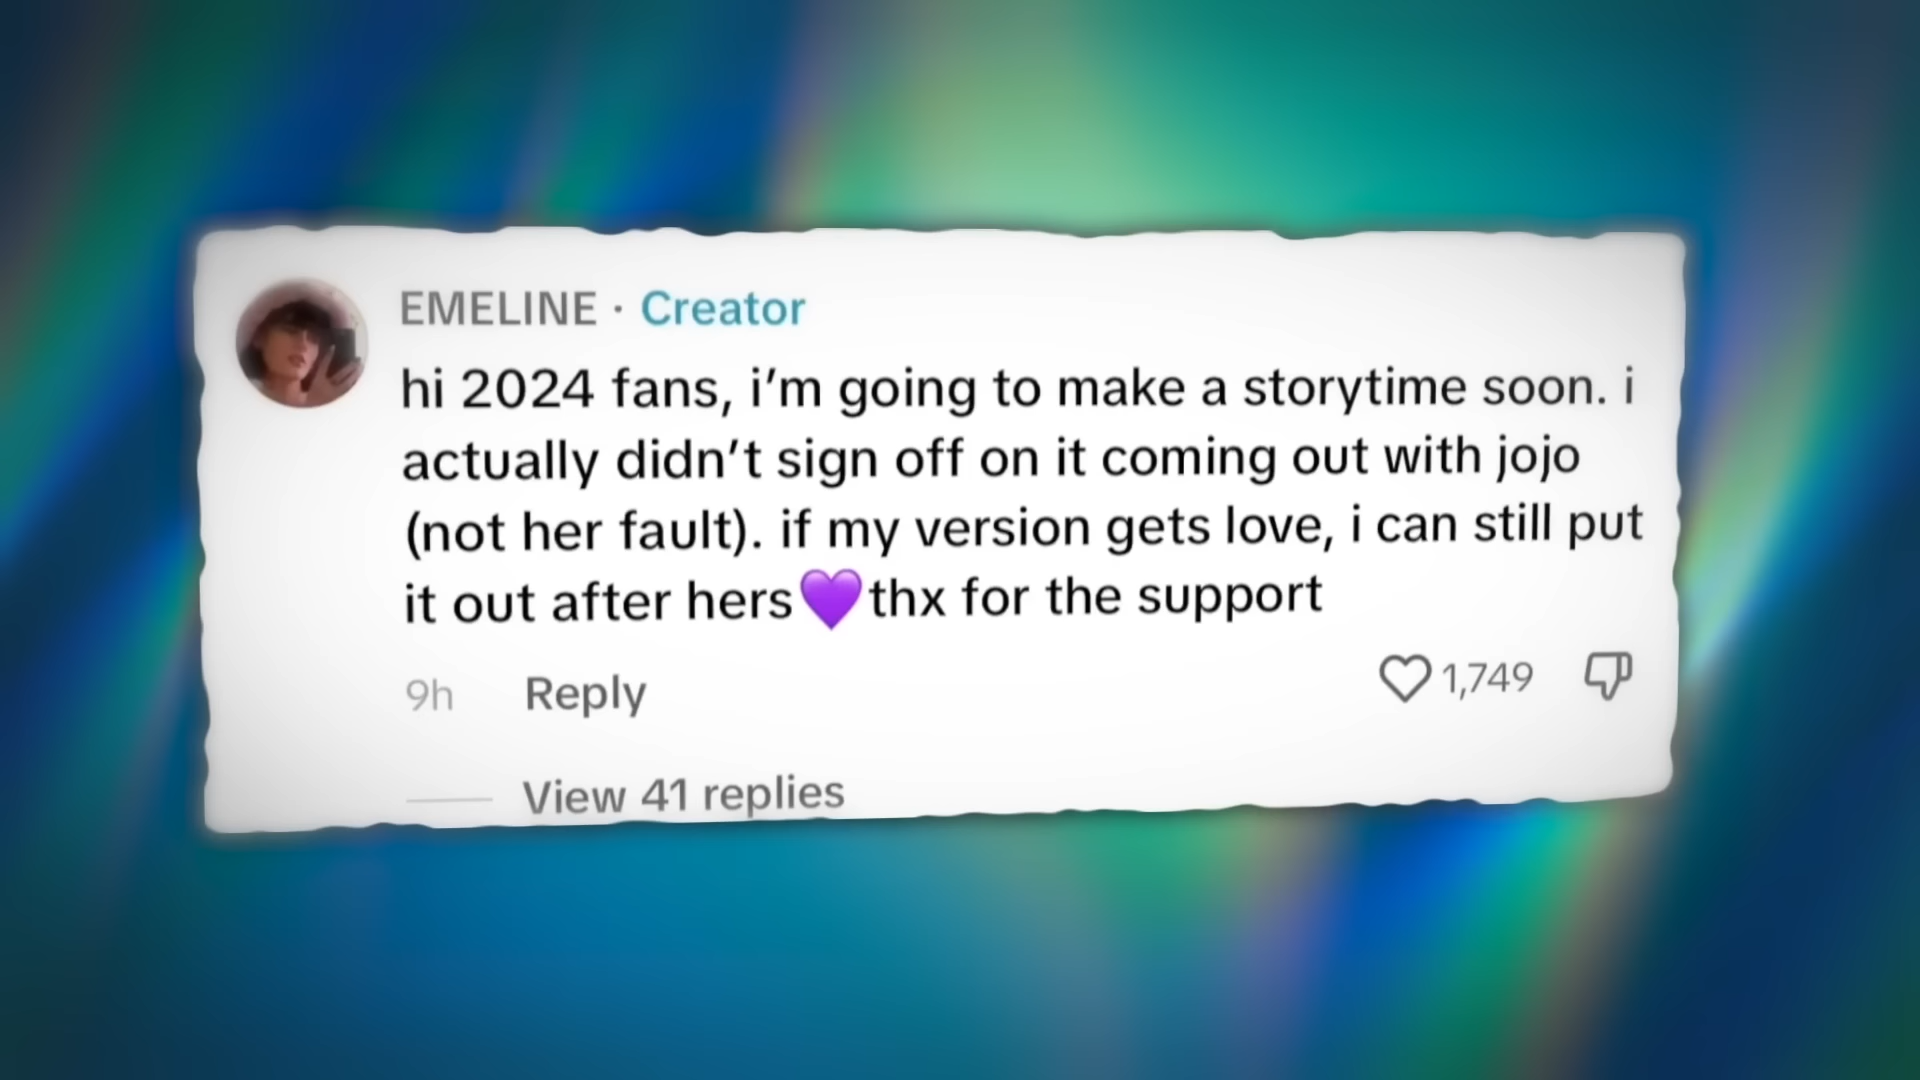 EMELINE · Creator
hi 2024 fans, i’m going to make a storytime soon. i
actually didn’t sign off on it coming out with jojo
(not her fault). if my version gets love, i can still put
it out after hers💜thx for the support
9h Reply 1,749
View 41 replies